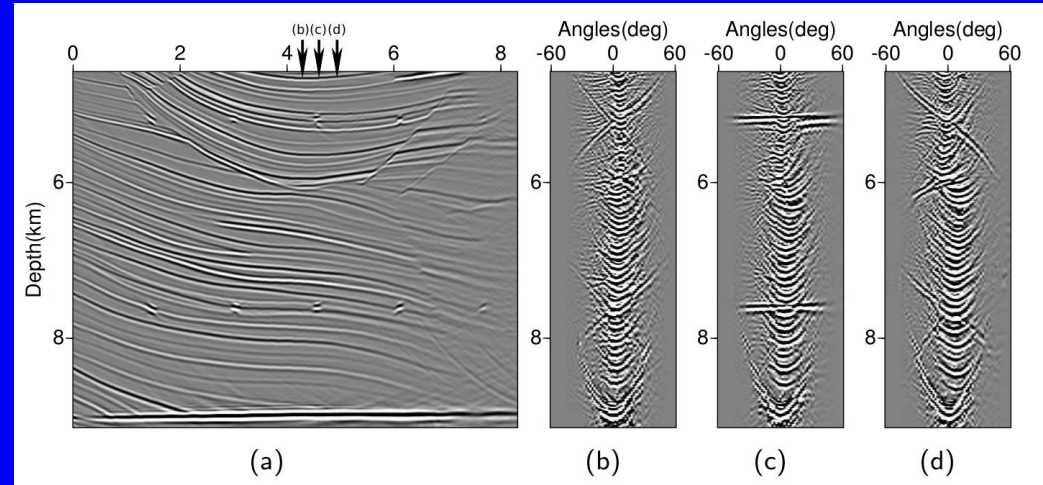 (b)(c)(d)
0 2 4 6 8
Depth(km)
6
8
(a)
Angles(deg)
-60 0 60
6
8
(b)
Angles(deg)
-60 0 60
6
8
(c)
Angles(deg)
-60 0 60
6
8
(d)